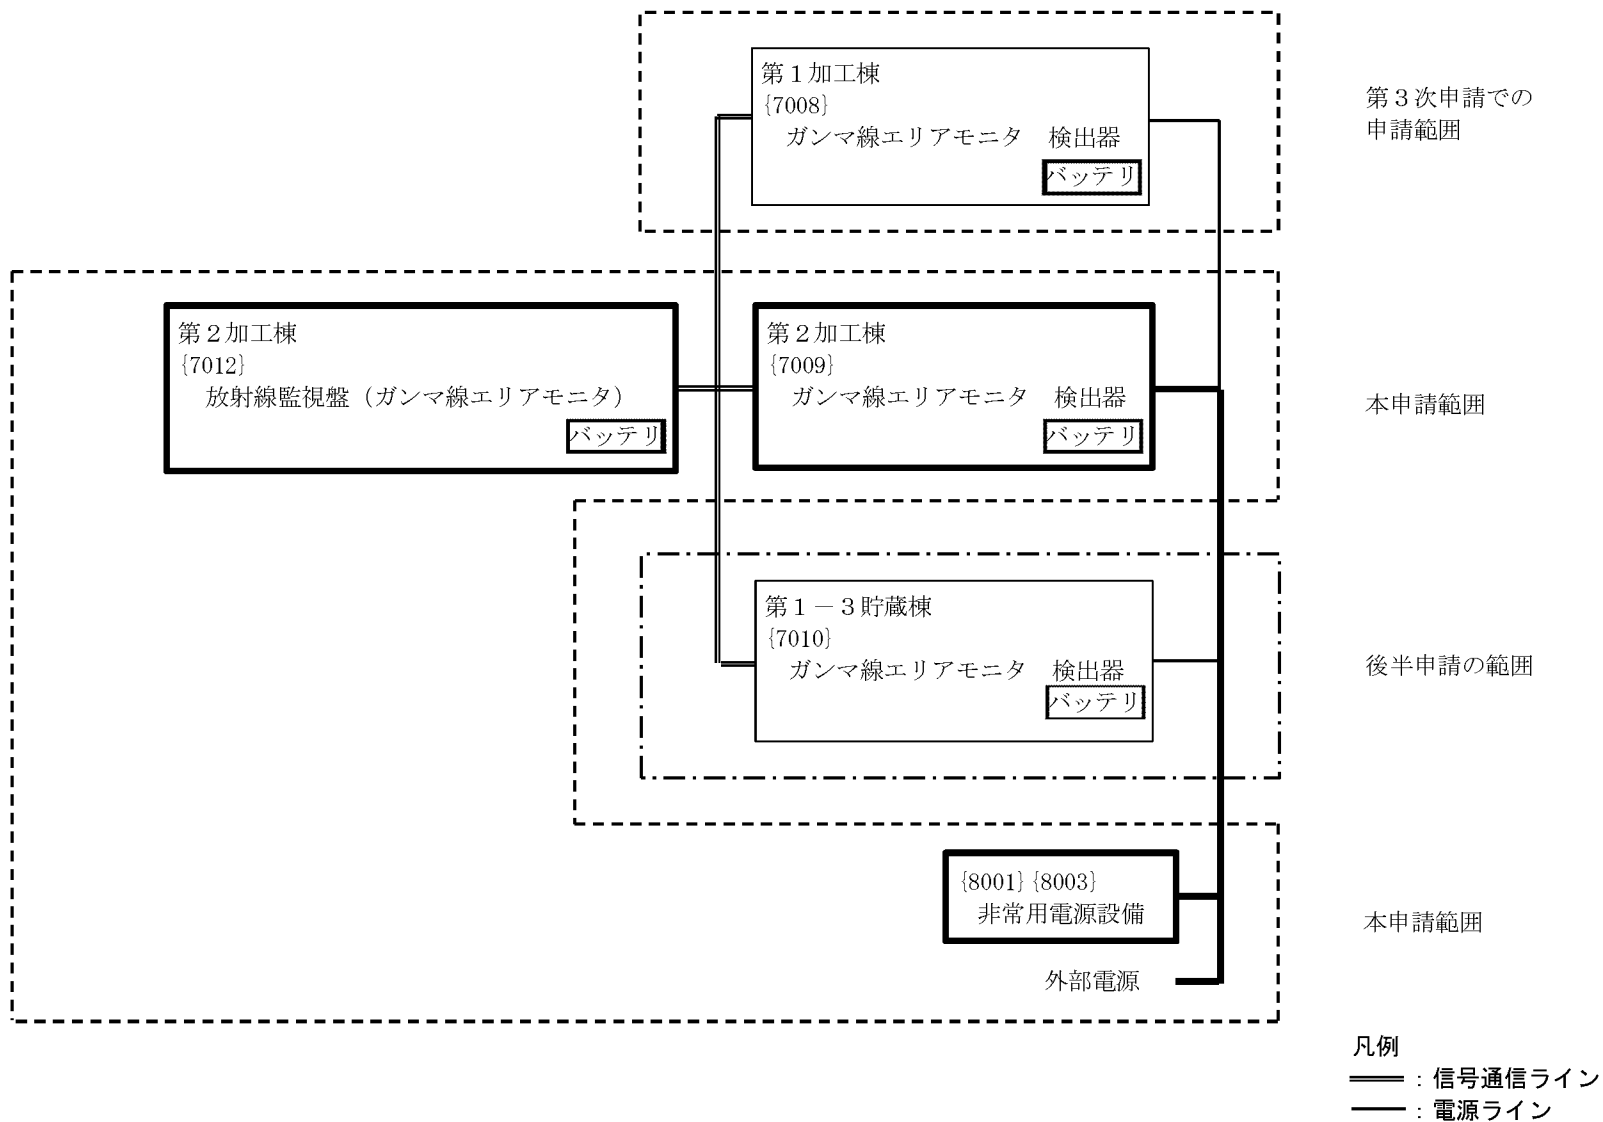 第１加工棟
{7008}
ガンマ線エリアモニタ　検出器
バッテリ
第３次申請での
申請範囲
第２加工棟
{7012}
放射線監視盤（ガンマ線エリアモニタ）
バッテリ
第２加工棟
{7009}
ガンマ線エリアモニタ　検出器
バッテリ
本申請範囲
第１－３貯蔵棟
{7010}
ガンマ線エリアモニタ　検出器
バッテリ
後半申請の範囲
{8001} {8003}
非常用電源設備
本申請範囲
外部電源
凡例
：信号通信ライン
：電源ライン